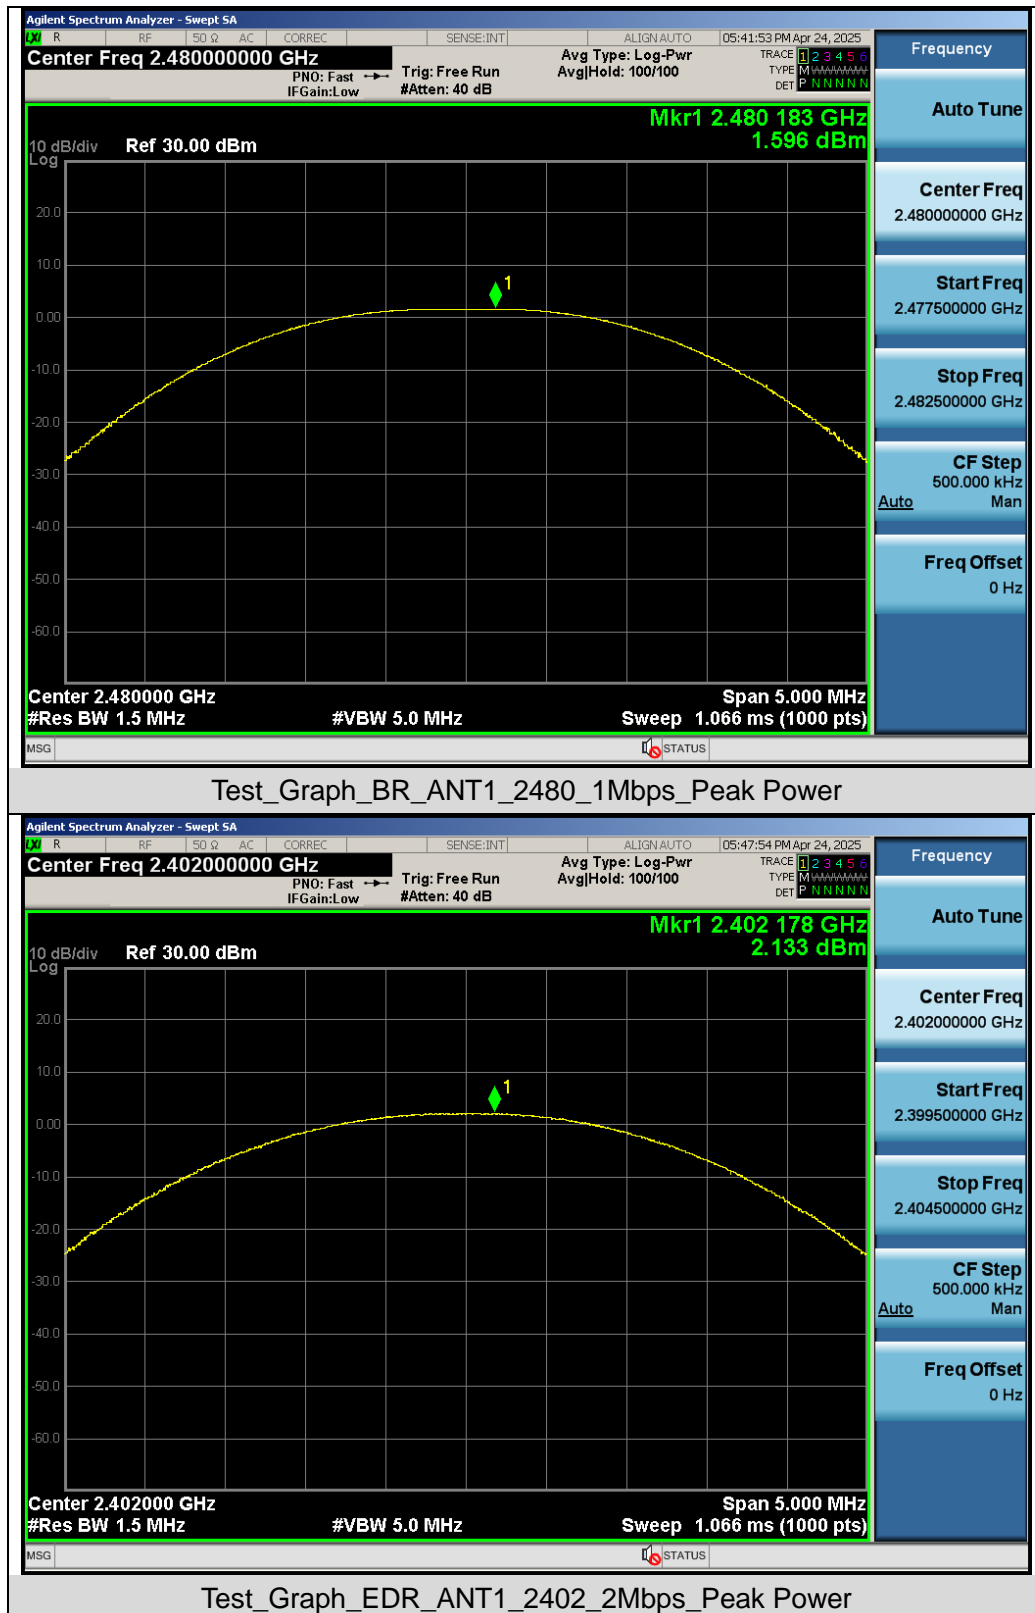 Agilent Spectrum Analyzer - Swept SA
LXI R RF 50 Ω AC CORREC SENSE:INT ALIGN AUTO 05:41:53 PM Apr 24, 2025
Center Freq 2.480000000 GHz
PNO: Fast
IFGain:Low
Trig: Free Run
#Atten: 40 dB
Avg Type: Log-Pwr
Avg|Hold: 100/100
TRACE 1 2 3 4 5 6
TYPE M
DET P N N N N N
Mkr1 2.480 183 GHz
1.596 dBm
10 dB/div Ref 30.00 dBm
Log
20.0
10.0
1
0.00
-10.0
-20.0
-30.0
-40.0
-50.0
-60.0
Center 2.480000 GHz Span 5.000 MHz
#Res BW 1.5 MHz #VBW 5.0 MHz Sweep 1.066 ms (1000 pts)
MSG STATUS
Frequency
Auto Tune
Center Freq
2.480000000 GHz
Start Freq
2.477500000 GHz
Stop Freq
2.482500000 GHz
CF Step
500.000 kHz
Auto Man
Freq Offset
0 Hz
Test_Graph_BR_ANT1_2480_1Mbps_Peak Power
Agilent Spectrum Analyzer - Swept SA
LXI R RF 50 Ω AC CORREC SENSE:INT ALIGN AUTO 05:47:54 PM Apr 24, 2025
Center Freq 2.402000000 GHz
PNO: Fast
IFGain:Low
Trig: Free Run
#Atten: 40 dB
Avg Type: Log-Pwr
Avg|Hold: 100/100
TRACE 1 2 3 4 5 6
TYPE M
DET P N N N N N
Mkr1 2.402 178 GHz
2.133 dBm
10 dB/div Ref 30.00 dBm
Log
20.0
10.0
1
0.00
-10.0
-20.0
-30.0
-40.0
-50.0
-60.0
Center 2.402000 GHz Span 5.000 MHz
#Res BW 1.5 MHz #VBW 5.0 MHz Sweep 1.066 ms (1000 pts)
MSG STATUS
Frequency
Auto Tune
Center Freq
2.402000000 GHz
Start Freq
2.399500000 GHz
Stop Freq
2.404500000 GHz
CF Step
500.000 kHz
Auto Man
Freq Offset
0 Hz
Test_Graph_EDR_ANT1_2402_2Mbps_Peak Power